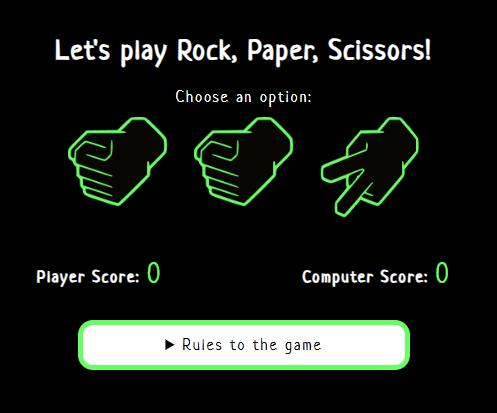 Let's play Rock, Paper, Scissors!
Choose an option:
Player Score: 0 Computer Score: 0
▶ Rules to the game